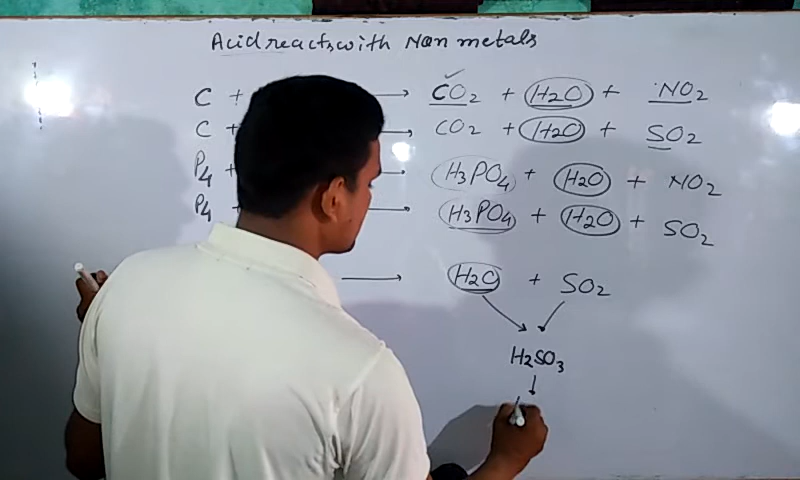 Acid reacts with Non metals
C + → CO2 + H2O + NO2
C + → CO2 + H2O + SO2
P4 + → H3PO4 + H2O + NO2
P4 + → H3PO4 + H2O + SO2
→ H2O + SO2
H2SO3